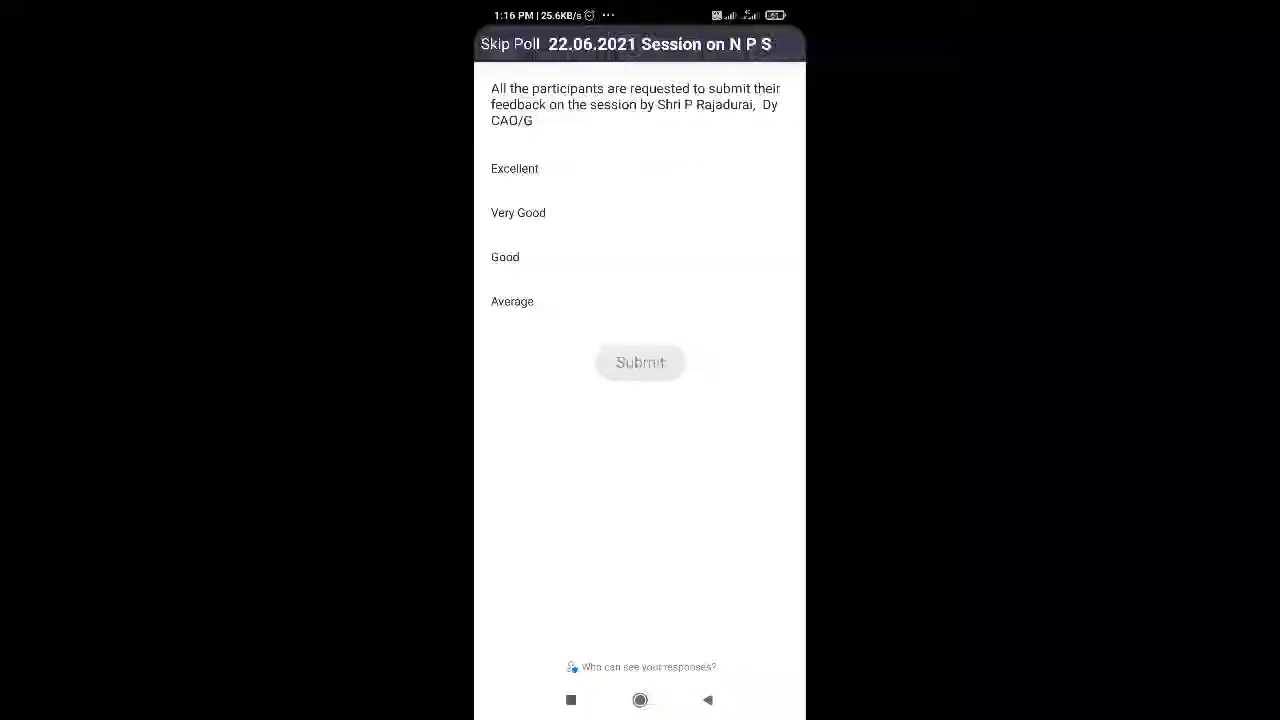 1:16 PM | 25.6KB/s
Skip Poll 22.06.2021 Session on N P S
All the participants are requested to submit their
feedback on the session by Shri P Rajadurai, Dy
CAO/G
Excellent
Very Good
Good
Average
Submit
Who can see your responses?